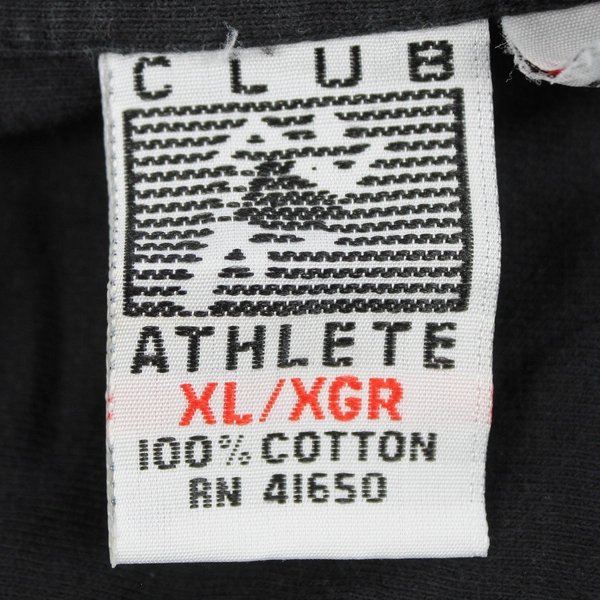 CLUB
ATHLETE
XL/XGR
100% COTTON
RN 41650